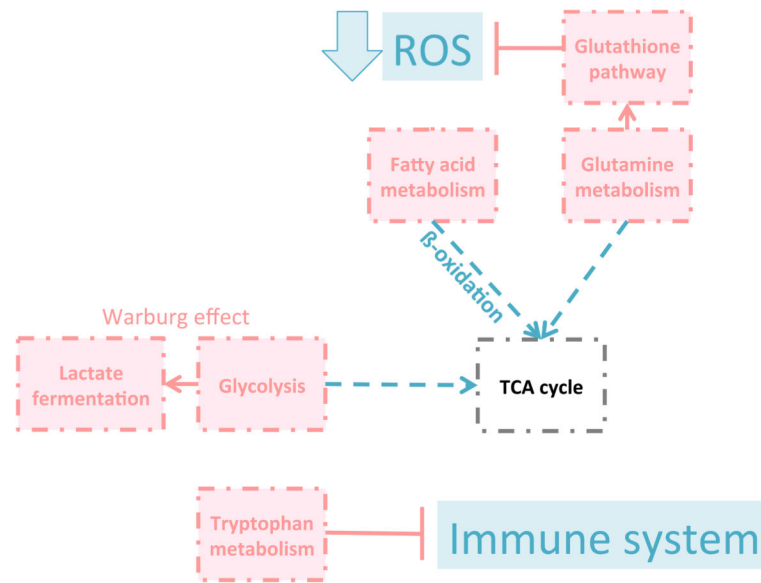 ROS
Glutathione
pathway
Fatty acid
metabolism
Glutamine
metabolism
ß-oxidation
Warburg effect
Lactate
fermentation
Glycolysis
TCA cycle
Tryptophan
metabolism
Immune system